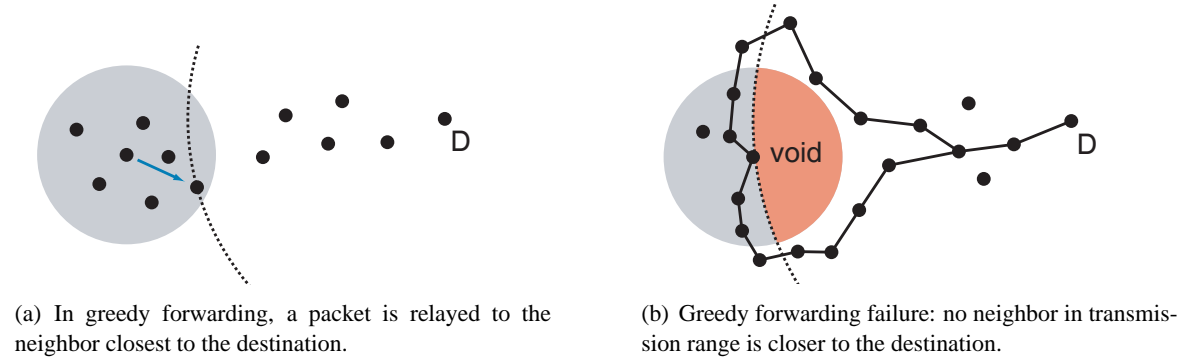 D
void
D
(a) In greedy forwarding, a packet is relayed to the
neighbor closest to the destination.
(b) Greedy forwarding failure: no neighbor in transmis-
sion range is closer to the destination.